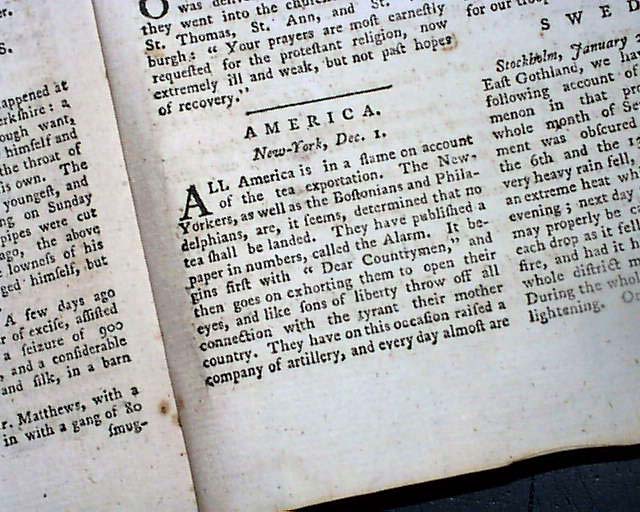 S.
happened at
erkshire: a
ough want,
himself and
the throat of
his own. The
youngest, and
ng on Sunday
pipes were cut
ago, the above
lowness of his
ged himself, but
A few days ago
r of excise, assisted
a seizure of 900
, and a considerable
and silk, in a barn
r. Matthews, with a
in with a gang of 80
smug-
O was
they went into the
St. Thomas, St. Ann, and St.
burgh: “ Your prayers are moſt earneſtly
requeſted for the proteſtant religion, now
extremely ill and weak, but not paſt hopes
of recovery.”
AMERICA.
New-York, Dec. 1.
ALL America is in a flame on account
of the tea exportation. The New-
Yorkers, as well as the Boſtonians and Phila-
delphians, are, it ſeems, determined that no
tea ſhall be landed. They have publiſhed a
paper in numbers, called the Alarm. It be-
gins firſt with “ Dear Countrymen,” and
then goes on exhorting them to open their
eyes, and like ſons of liberty throw off all
connection with the tyrant their mother
country. They have on this occaſion raiſed a
company of artillery, and every day almoſt are
for our
SWED
Stockholm, January
Eaſt Gothland, we ha
following account of
menon in that pro
whole month of Se
ment was obſcured
the 6th and the 13
very heavy rain fell,
an extreme heat whi
evening ; next day
may properly be c
each drop as it fell
fire, and had it
whole diſtrict m
During the whol
lightening.